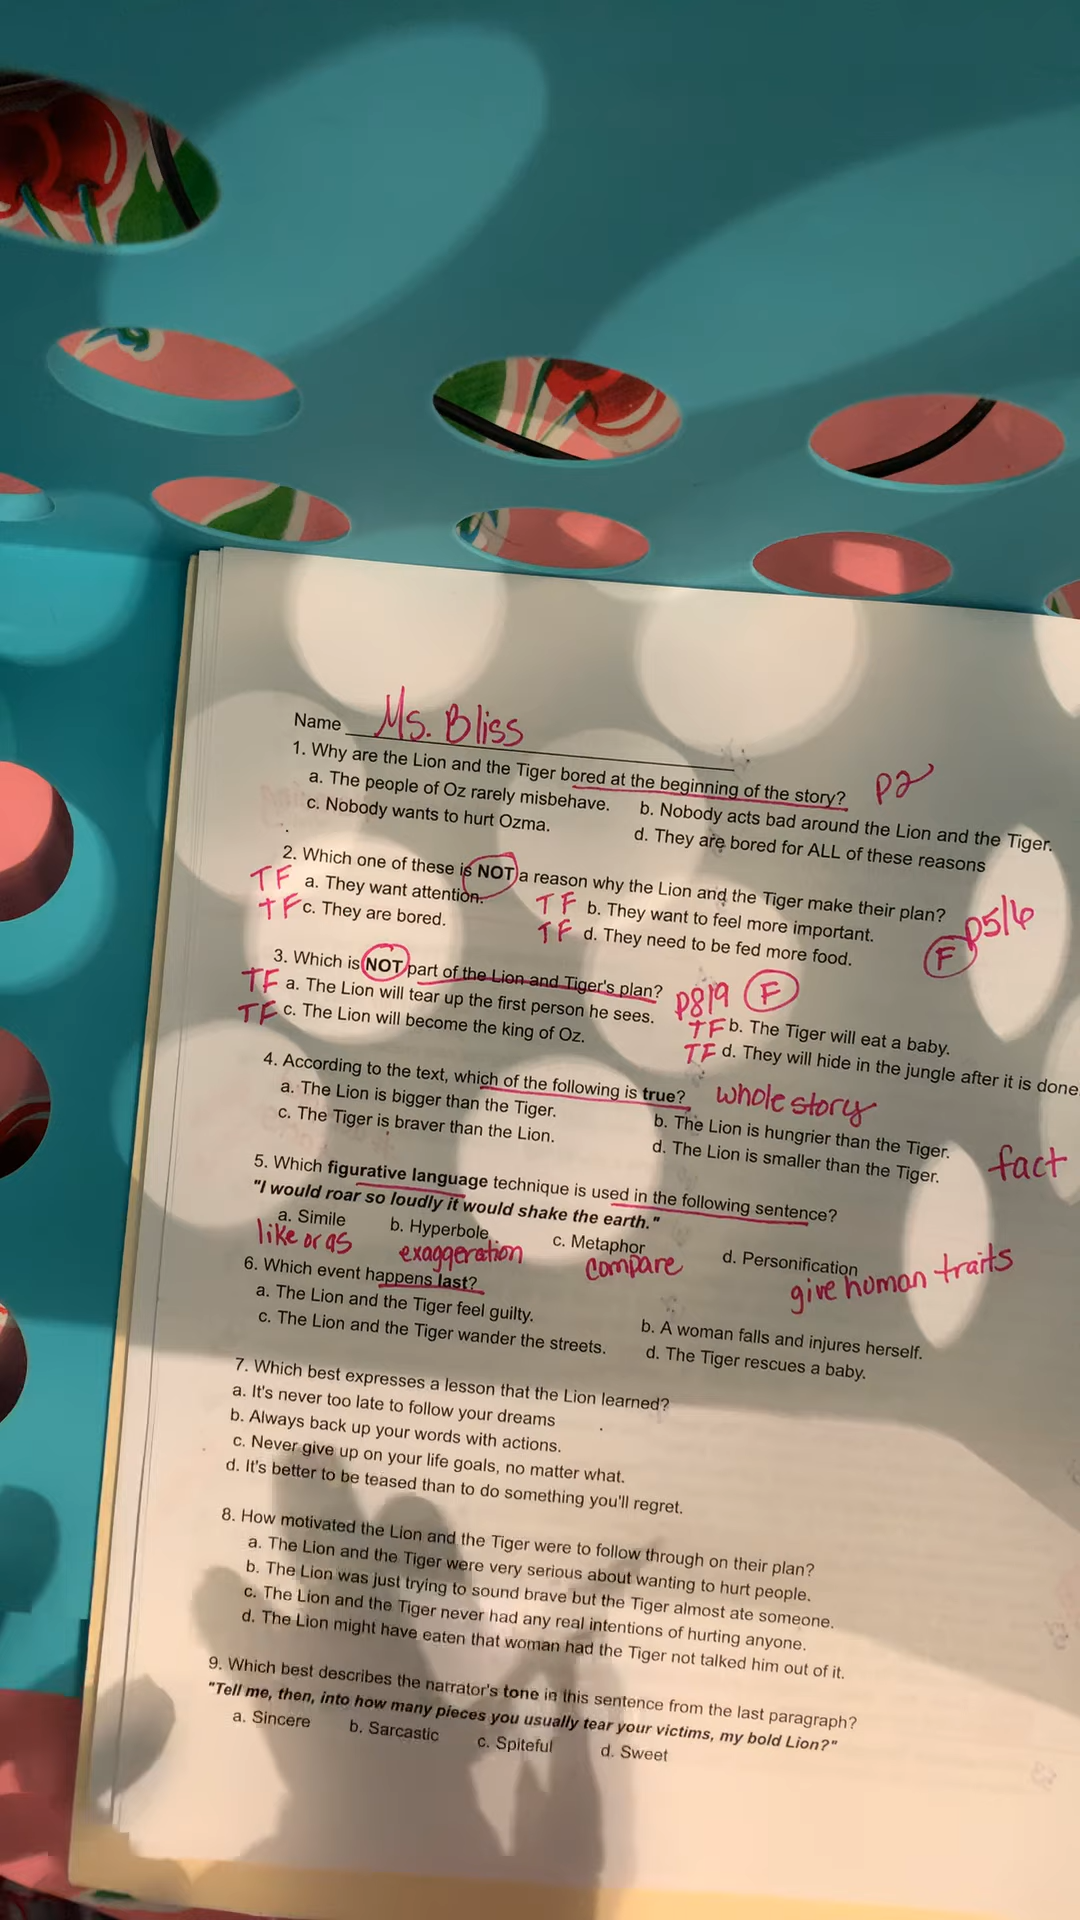 Name Ms. Bliss
1. Why are the Lion and the Tiger bored at the beginning of the story? p2
a. The people of Oz rarely misbehave. b. Nobody acts bad around the Lion and the Tiger.
c. Nobody wants to hurt Ozma. d. They are bored for ALL of these reasons
2. Which one of these is NOT a reason why the Lion and the Tiger make their plan? p5/6
TF a. They want attention. TF b. They want to feel more important. F
TF c. They are bored. TF d. They need to be fed more food.
3. Which is NOT part of the Lion and Tiger's plan? p8/9 F
TF a. The Lion will tear up the first person he sees. TF b. The Tiger will eat a baby.
TF c. The Lion will become the king of Oz. TF d. They will hide in the jungle after it is done
4. According to the text, which of the following is true? whole story
a. The Lion is bigger than the Tiger. b. The Lion is hungrier than the Tiger.
c. The Tiger is braver than the Lion. d. The Lion is smaller than the Tiger. fact
5. Which figurative language technique is used in the following sentence?
"I would roar so loudly it would shake the earth."
a. Simile b. Hyperbole c. Metaphor d. Personification
like or as exaggeration compare give human traits
6. Which event happens last?
a. The Lion and the Tiger feel guilty. b. A woman falls and injures herself.
c. The Lion and the Tiger wander the streets. d. The Tiger rescues a baby.
7. Which best expresses a lesson that the Lion learned?
a. It's never too late to follow your dreams
b. Always back up your words with actions.
c. Never give up on your life goals, no matter what.
d. It's better to be teased than to do something you'll regret.
8. How motivated the Lion and the Tiger were to follow through on their plan?
a. The Lion and the Tiger were very serious about wanting to hurt people.
b. The Lion was just trying to sound brave but the Tiger almost ate someone.
c. The Lion and the Tiger never had any real intentions of hurting anyone.
d. The Lion might have eaten that woman had the Tiger not talked him out of it.
9. Which best describes the narrator's tone in this sentence from the last paragraph?
"Tell me, then, into how many pieces you usually tear your victims, my bold Lion?"
a. Sincere b. Sarcastic c. Spiteful d. Sweet